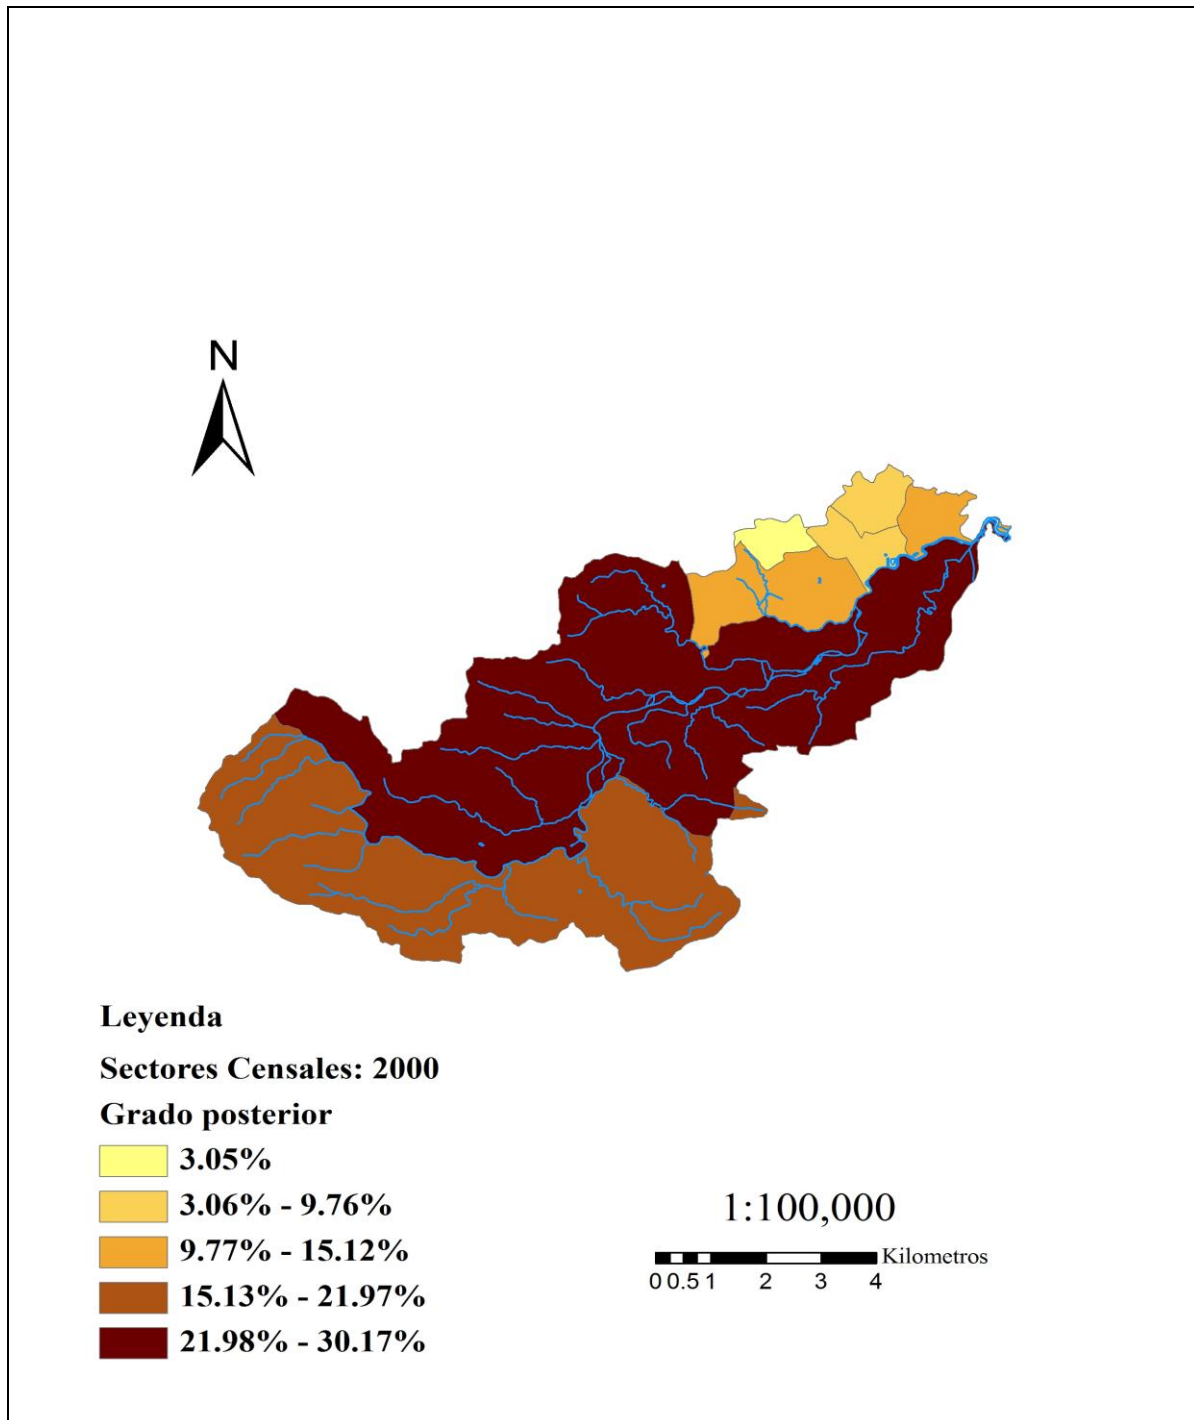 N
Leyenda
Sectores Censales: 2000
Grado posterior
3.05%
3.06% - 9.76%
9.77% - 15.12%
15.13% - 21.97%
21.98% - 30.17%
1:100,000
Kilometros
0 0.5 1 2 3 4